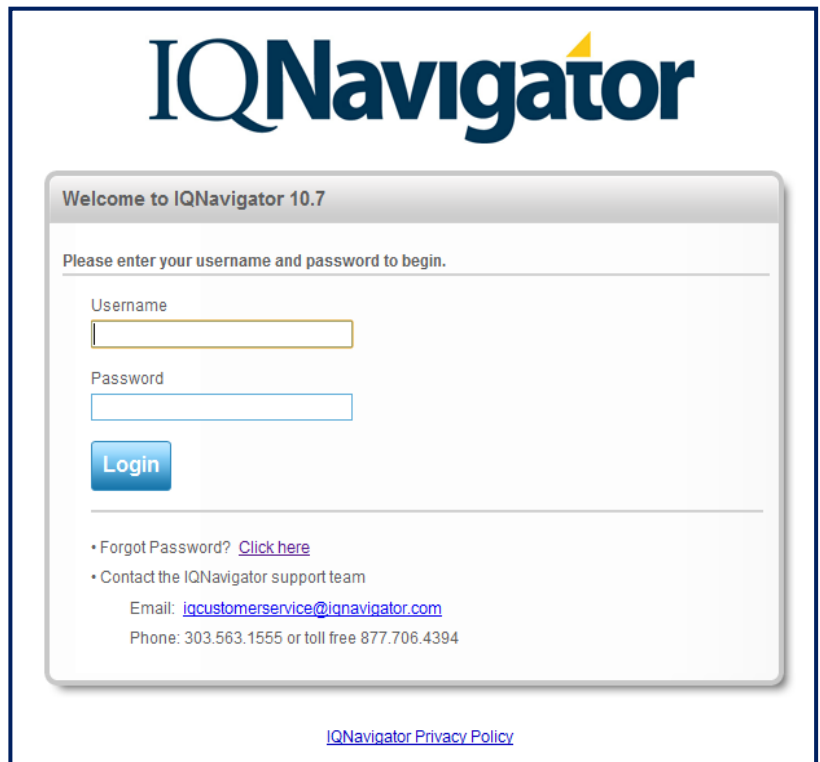 IQNavigator
Welcome to IQNavigator 10.7
Please enter your username and password to begin.
Username
Password
Login
• Forgot Password? Click here
• Contact the IQNavigator support team
Email: iqcustomerservice@iqnavigator.com
Phone: 303.563.1555 or toll free 877.706.4394
IQNavigator Privacy Policy